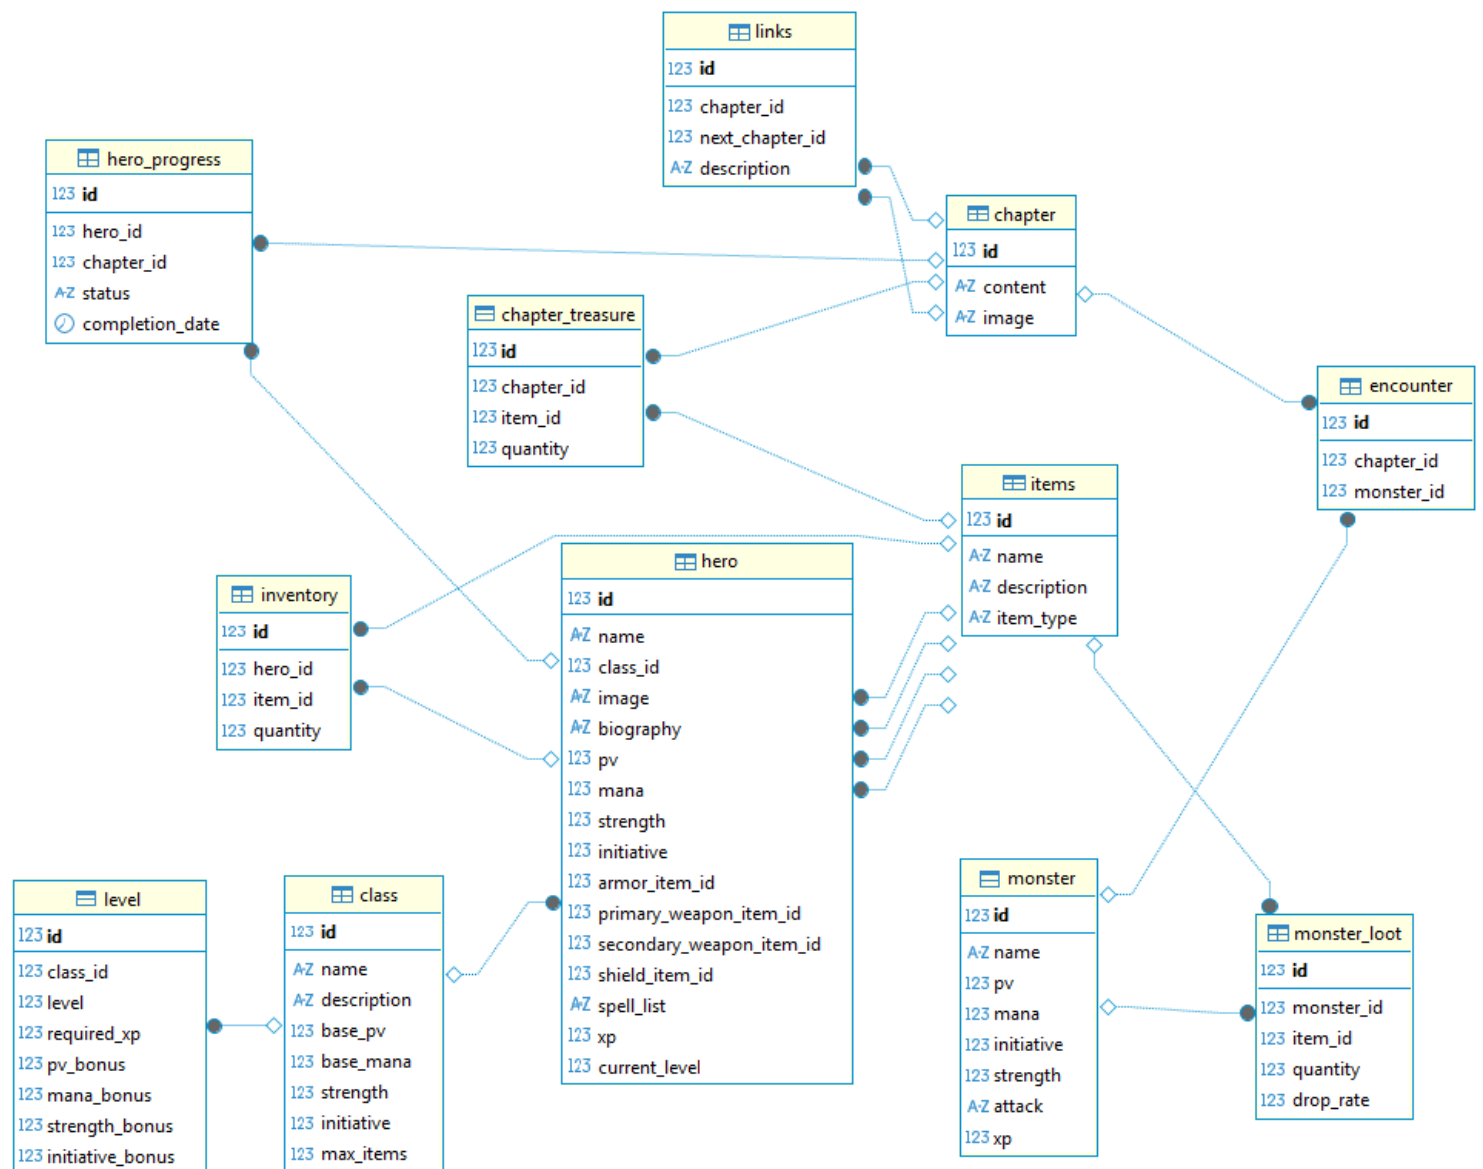 links
123 id
123 chapter_id
123 next_chapter_id
A-Z description
hero_progress
123 id
123 hero_id
123 chapter_id
A-Z status
completion_date
chapter
123 id
A-Z content
A-Z image
chapter_treasure
123 id
123 chapter_id
123 item_id
123 quantity
encounter
123 id
123 chapter_id
123 monster_id
items
123 id
A-Z name
A-Z description
A-Z item_type
inventory
123 id
123 hero_id
123 item_id
123 quantity
hero
123 id
A-Z name
123 class_id
A-Z image
A-Z biography
123 pv
123 mana
123 strength
123 initiative
123 armor_item_id
123 primary_weapon_item_id
123 secondary_weapon_item_id
123 shield_item_id
A-Z spell_list
123 xp
123 current_level
level
123 id
123 class_id
123 level
123 required_xp
123 pv_bonus
123 mana_bonus
123 strength_bonus
123 initiative_bonus
class
123 id
A-Z name
A-Z description
123 base_pv
123 base_mana
123 strength
123 initiative
123 max_items
monster
123 id
A-Z name
123 pv
123 mana
123 initiative
123 strength
A-Z attack
123 xp
monster_loot
123 id
123 monster_id
123 item_id
123 quantity
123 drop_rate